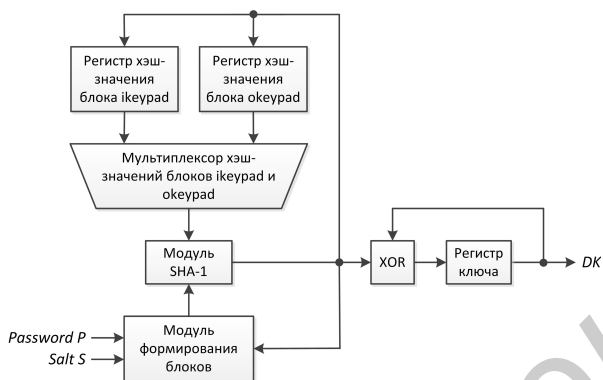 Регистр хэш-
значения
блока ikeypad
Регистр хэш-
значения
блока okeypad
Мультиплексор хэш-
значений блоков ikeypad и
okeypad
Модуль
SHA-1
XOR
Регистр
ключа
DK
Password P
Salt S
Модуль
формирования
блоков